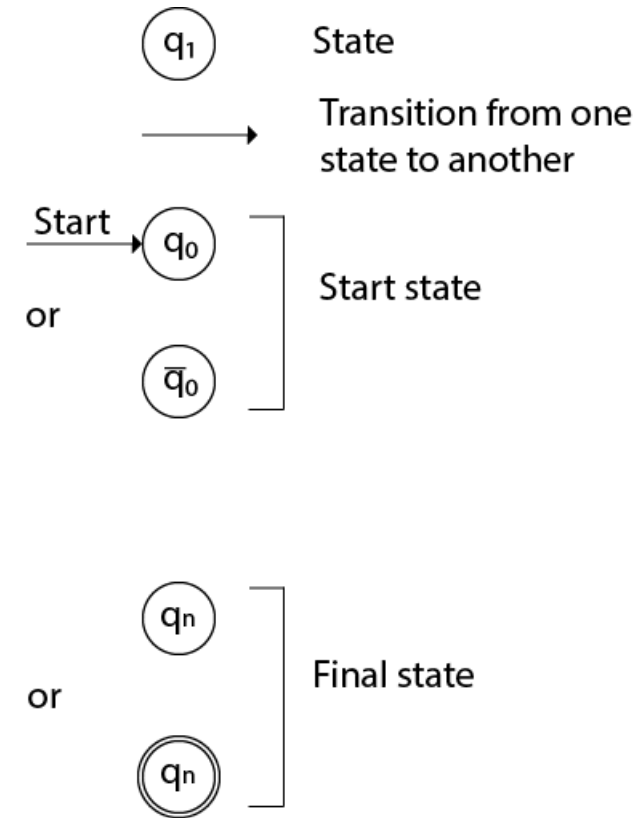 q₁ State
Transition from one
state to another
Start
q₀
Start state
or
q̅₀
qn
Final state
or
qn